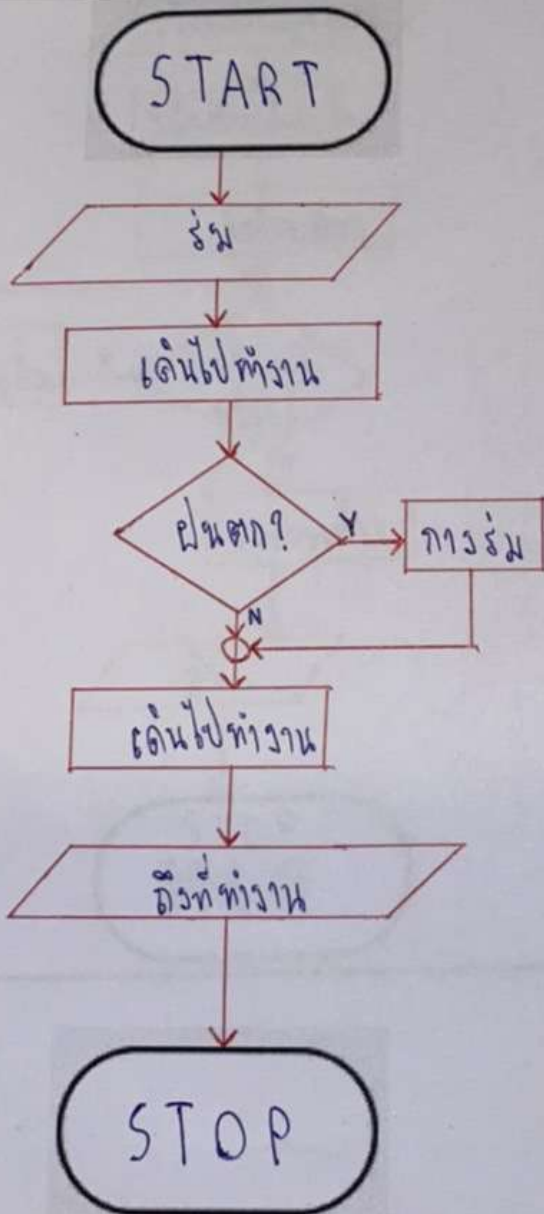 START
ร่ม
เดินไปทำงาน
ฝนตก?
Y
กางร่ม
N
เดินไปทำงาน
ถึงที่ทำงาน
STOP